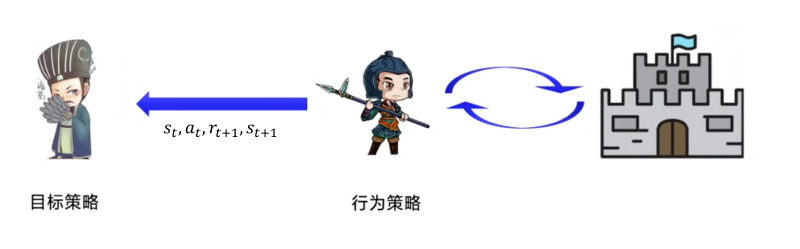 s_t, a_t, r_{t+1}, s_{t+1}
目标策略
行为策略